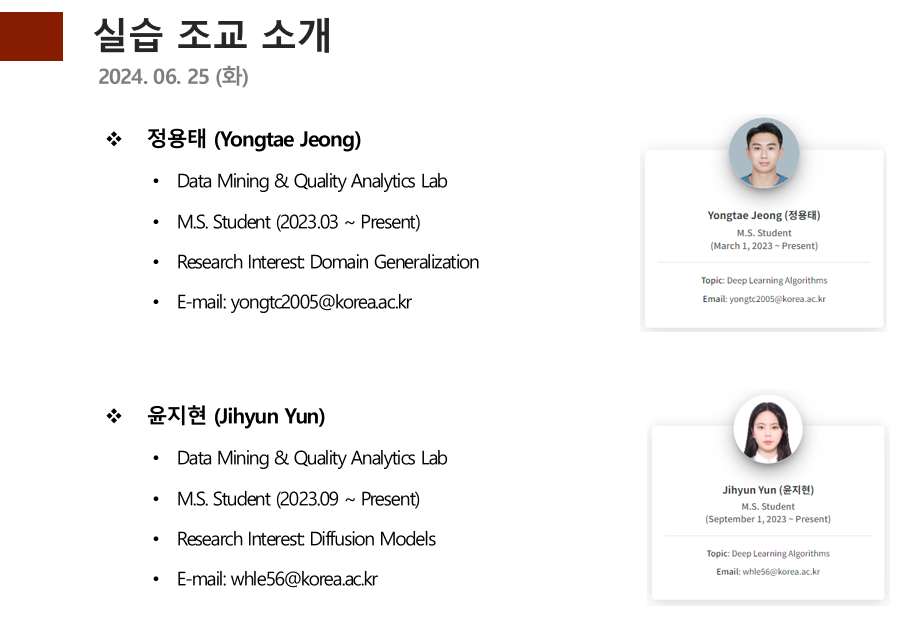 실습 조교 소개
2024. 06. 25 (화)
❖ 정용태 (Yongtae Jeong)
• Data Mining & Quality Analytics Lab
• M.S. Student (2023.03 ~ Present)
• Research Interest: Domain Generalization
• E-mail: yongtc2005@korea.ac.kr
Yongtae Jeong (정용태)
M.S. Student
(March 1, 2023 ~ Present)
Topic: Deep Learning Algorithms
Email: yongtc2005@korea.ac.kr
❖ 윤지현 (Jihyun Yun)
• Data Mining & Quality Analytics Lab
• M.S. Student (2023.09 ~ Present)
• Research Interest: Diffusion Models
• E-mail: whle56@korea.ac.kr
Jihyun Yun (윤지현)
M.S. Student
(September 1, 2023 ~ Present)
Topic: Deep Learning Algorithms
Email: whle56@korea.ac.kr